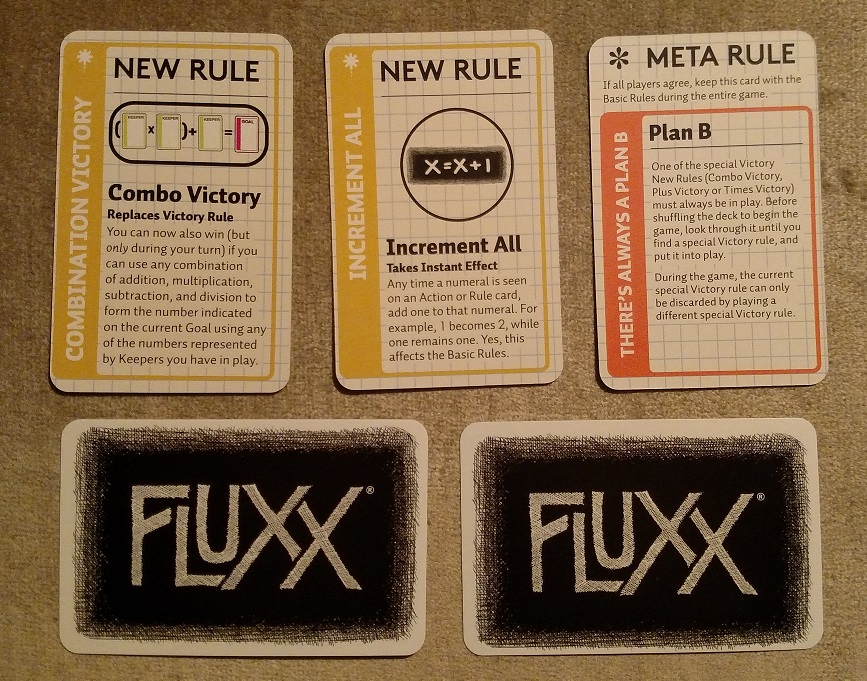 COMBINATION VICTORY
NEW RULE
( KEEPER x KEEPER )+ KEEPER = GOAL
Combo Victory
Replaces Victory Rule
You can now also win (but
only during your turn) if you
can use any combination
of addition, multiplication,
subtraction, and division to
form the number indicated
on the current Goal using any
of the numbers represented
by Keepers you have in play.
INCREMENT ALL
NEW RULE
X=X+1
Increment All
Takes Instant Effect
Any time a numeral is seen
on an Action or Rule card,
add one to that numeral. For
example, 1 becomes 2, while
one remains one. Yes, this
affects the Basic Rules.
* META RULE
If all players agree, keep this card with the
Basic Rules during the entire game.
THERE'S ALWAYS A PLAN B
Plan B
One of the special Victory
New Rules (Combo Victory,
Plus Victory or Times Victory)
must always be in play. Before
shuffling the deck to begin the
game, look through it until you
find a special Victory rule, and
put it into play.
During the game, the current
special Victory rule can only
be discarded by playing a
different special Victory rule.
FLUXX®
FLUXX®